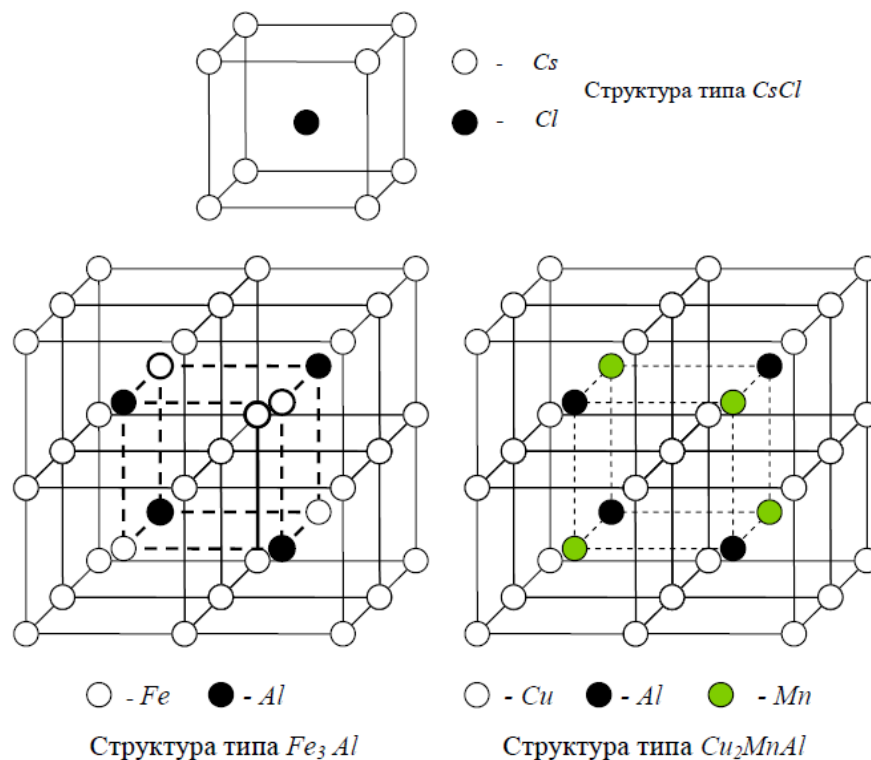 - Cs
Структура типа CsCl
- Cl
- Fe - Al
- Cu - Al - Mn
Структура типа Fe₃ Al
Структура типа Cu₂MnAl